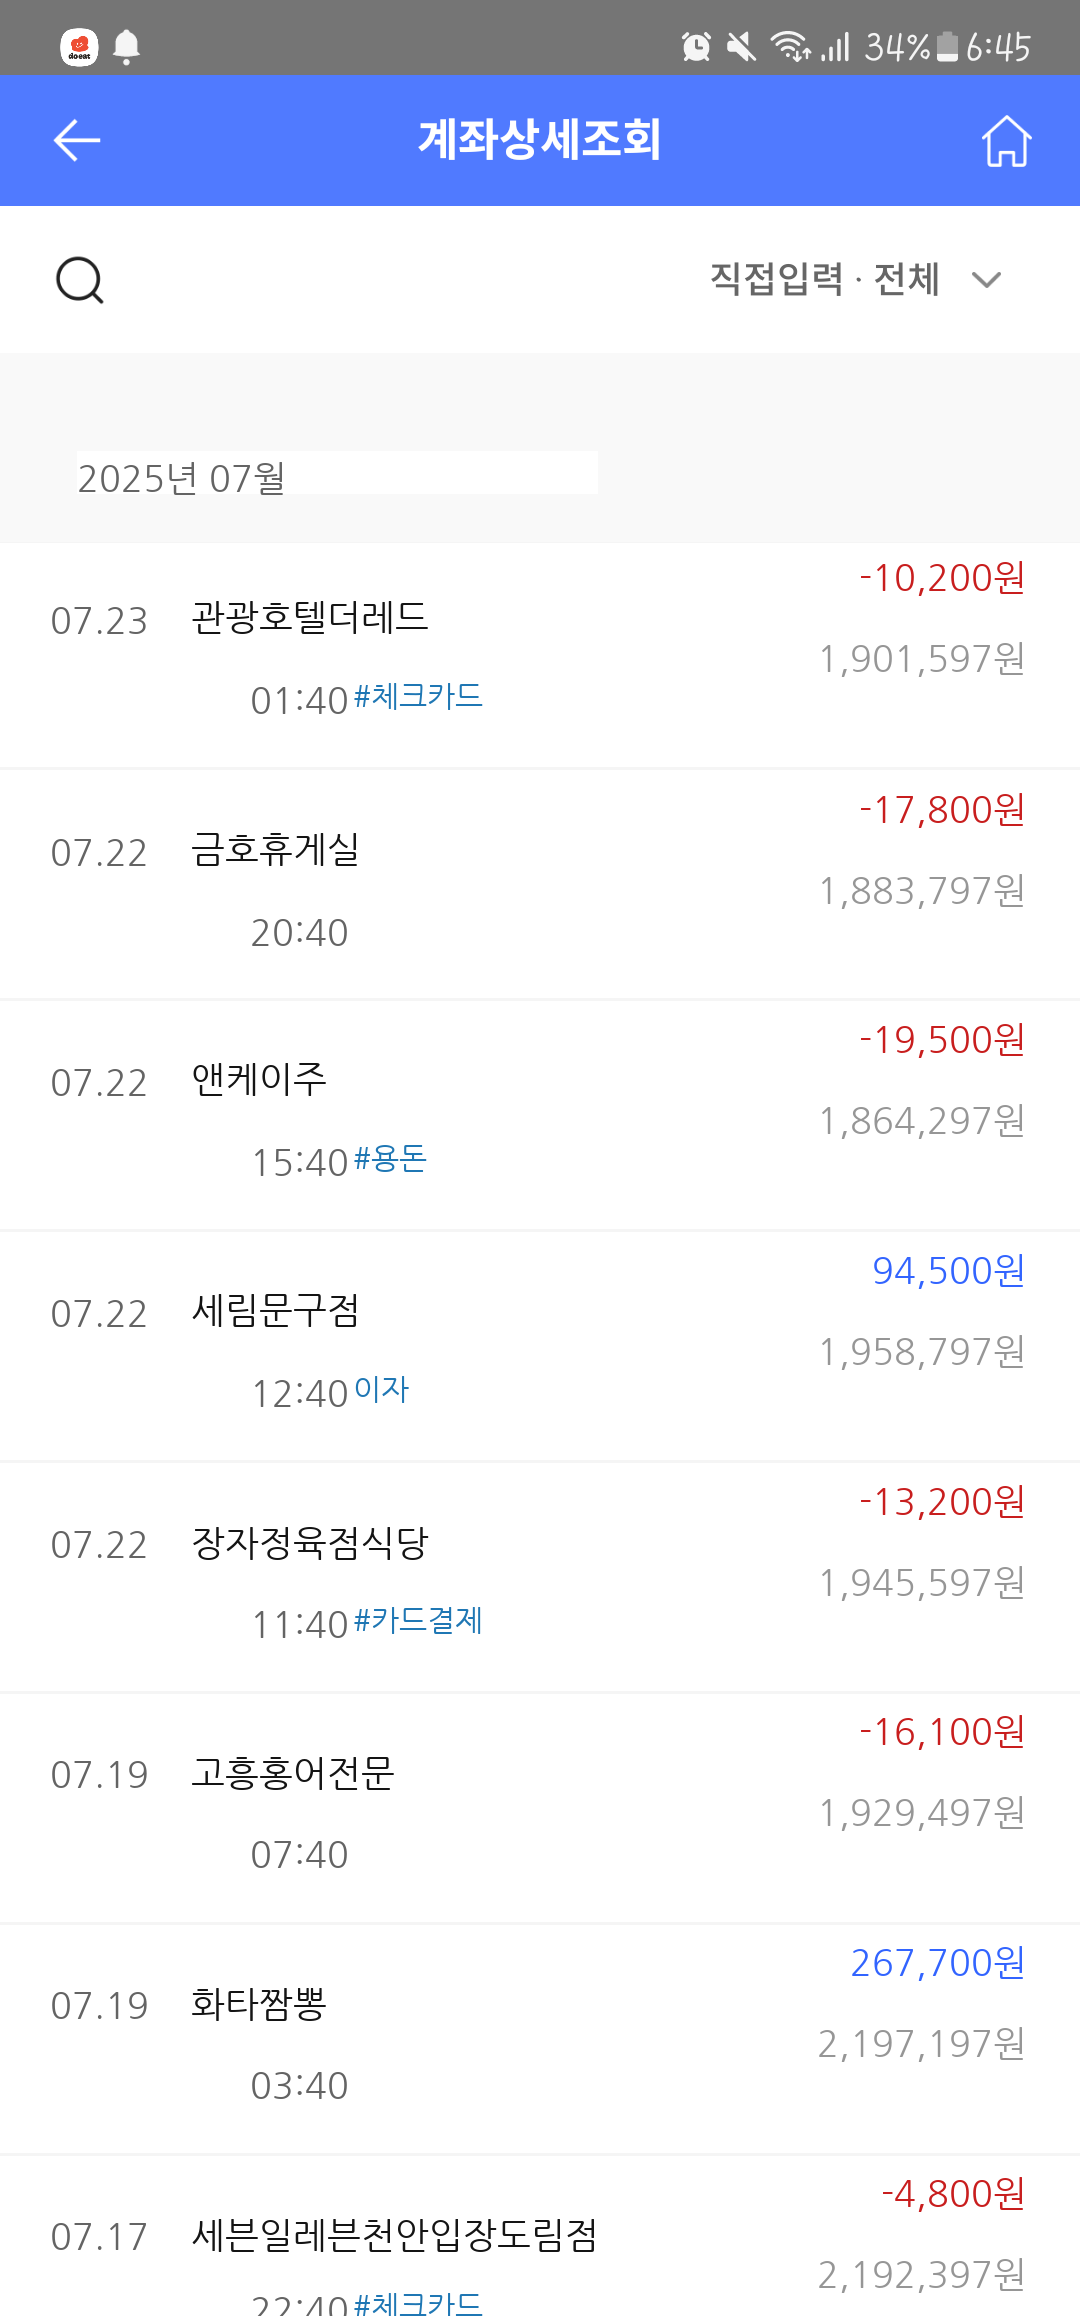 doeat
34% 6:45
계좌상세조회
직접입력 · 전체
2025년 07월
-10,200원
07.23 관광호텔더레드
1,901,597원
01:40 #체크카드
-17,800원
07.22 금호휴게실
1,883,797원
20:40
-19,500원
07.22 앤케이주
1,864,297원
15:40 #용돈
94,500원
07.22 세림문구점
1,958,797원
12:40 이자
-13,200원
07.22 장자정육점식당
1,945,597원
11:40 #카드결제
-16,100원
07.19 고흥홍어전문
1,929,497원
07:40
267,700원
07.19 화타짬뽕
2,197,197원
03:40
-4,800원
07.17 세븐일레븐천안입장도림점
2,192,397원
22:40 #체크카드